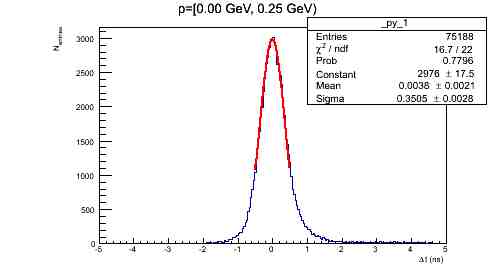 p=[0.00 GeV, 0.25 GeV)
_py_1
Entries 75188
χ² / ndf 16.7 / 22
Prob 0.7796
Constant 2976 ± 17.5
Mean 0.0038 ± 0.0021
Sigma 0.3505 ± 0.0028
N entries
3000
2500
2000
1500
1000
500
0
-5 -4 -3 -2 -1 0 1 2 3 4 5
Δt (ns)